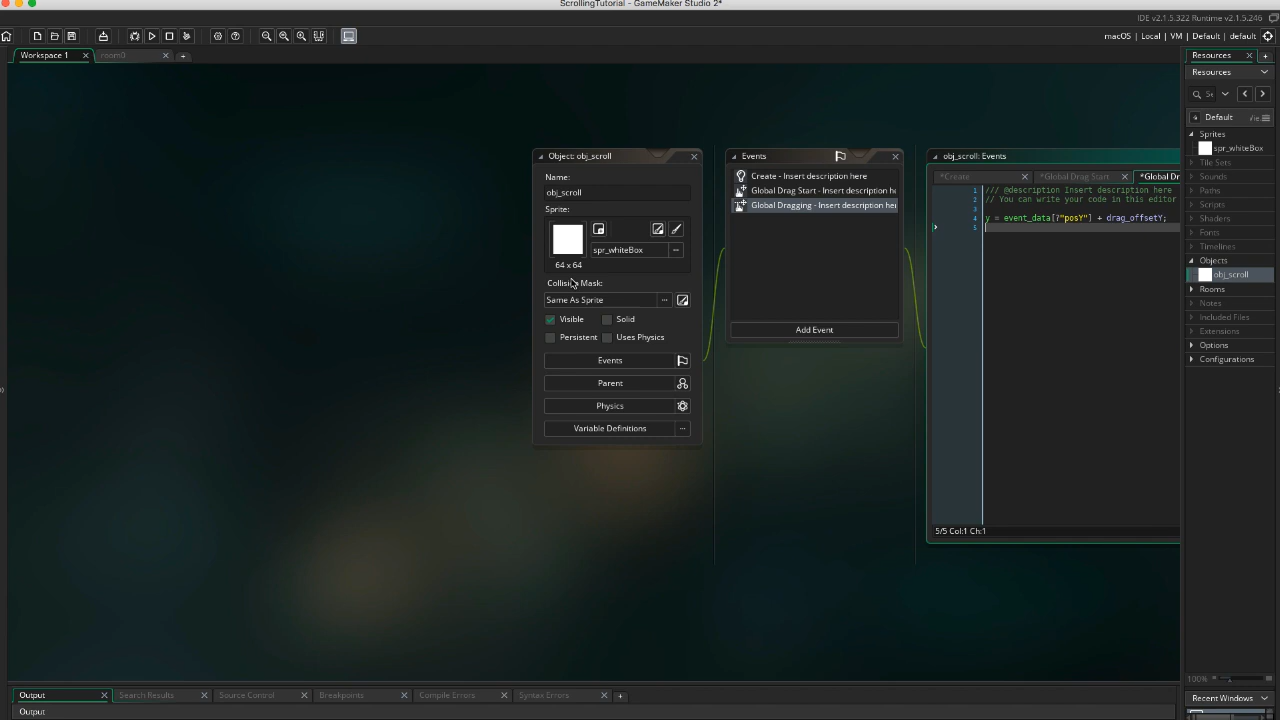 ScrollingTutorial - GameMaker Studio 2*
IDE v2.1.5.322 Runtime v2.1.5.246
macOS | Local | VM | Default | default
Workspace 1
room0
Resources
Resources
Default
Sprites
spr_whiteBox
Tile Sets
Sounds
Paths
Scripts
Shaders
Fonts
Timelines
Objects
obj_scroll
Rooms
Notes
Included Files
Extensions
Options
Configurations
100%
Recent Windows
Object: obj_scroll
Name:
obj_scroll
Sprite:
spr_whiteBox
64 x 64
Collision Mask:
Same As Sprite
Visible Solid
Persistent Uses Physics
Events
Parent
Physics
Variable Definitions
Events
Create - Insert description here
Global Drag Start - Insert description he
Global Dragging - Insert description her
Add Event
obj_scroll: Events
*Create *Global Drag Start *Global Dr
1 /// @description Insert description here
2 // You can write your code in this editor
3
4 y = event_data[?"posY"] + drag_offsetY;
5
5/5 Col:1 Ch:1
Output Search Results Source Control Breakpoints Compile Errors Syntax Errors
Output